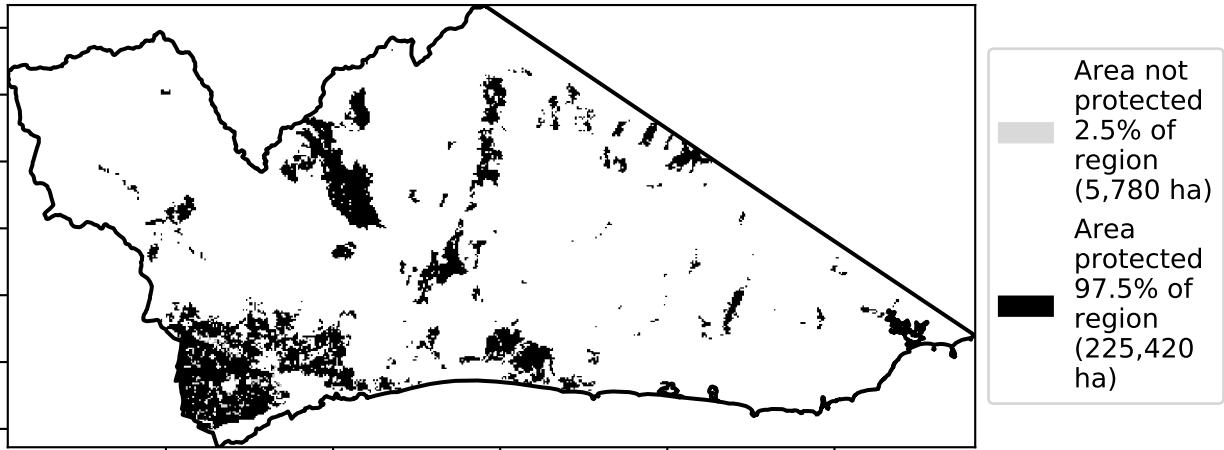 Area not
protected
2.5% of
region
(5,780 ha)
Area
protected
97.5% of
region
(225,420
ha)